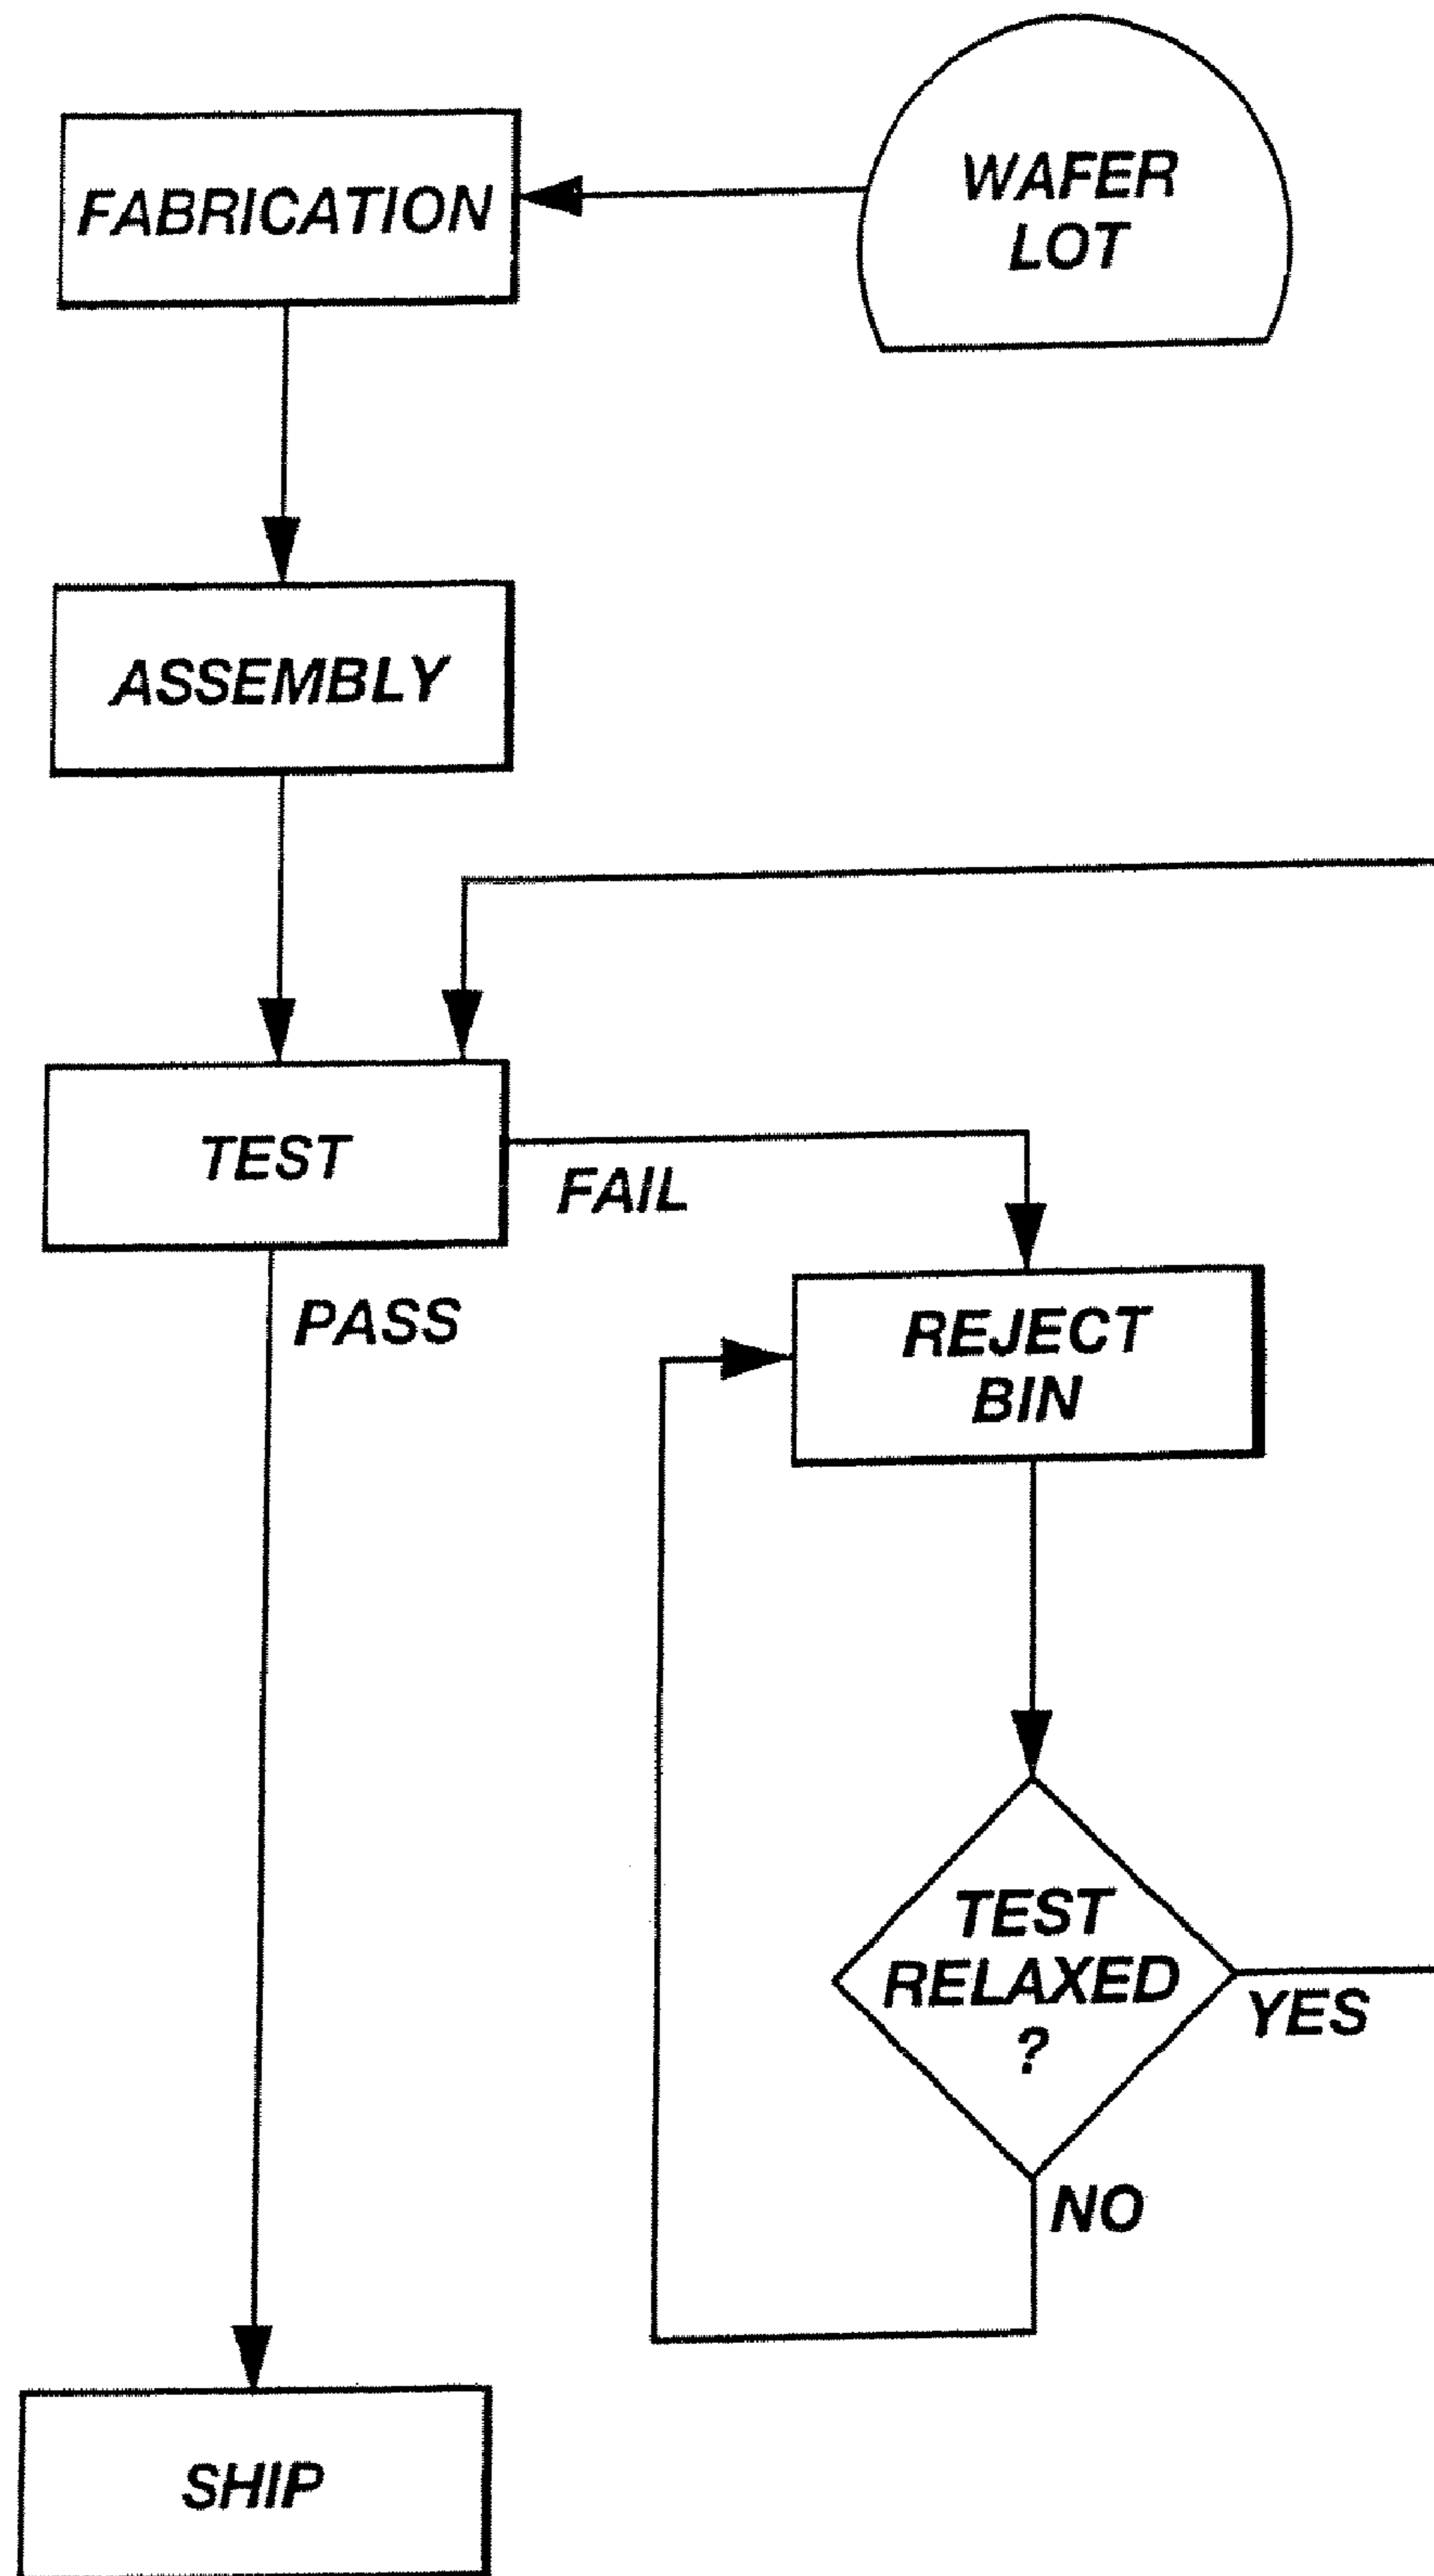 WAFER
LOT
FABRICATION
ASSEMBLY
TEST
FAIL
PASS
REJECT
BIN
TEST
RELAXED
?
YES
NO
SHIP